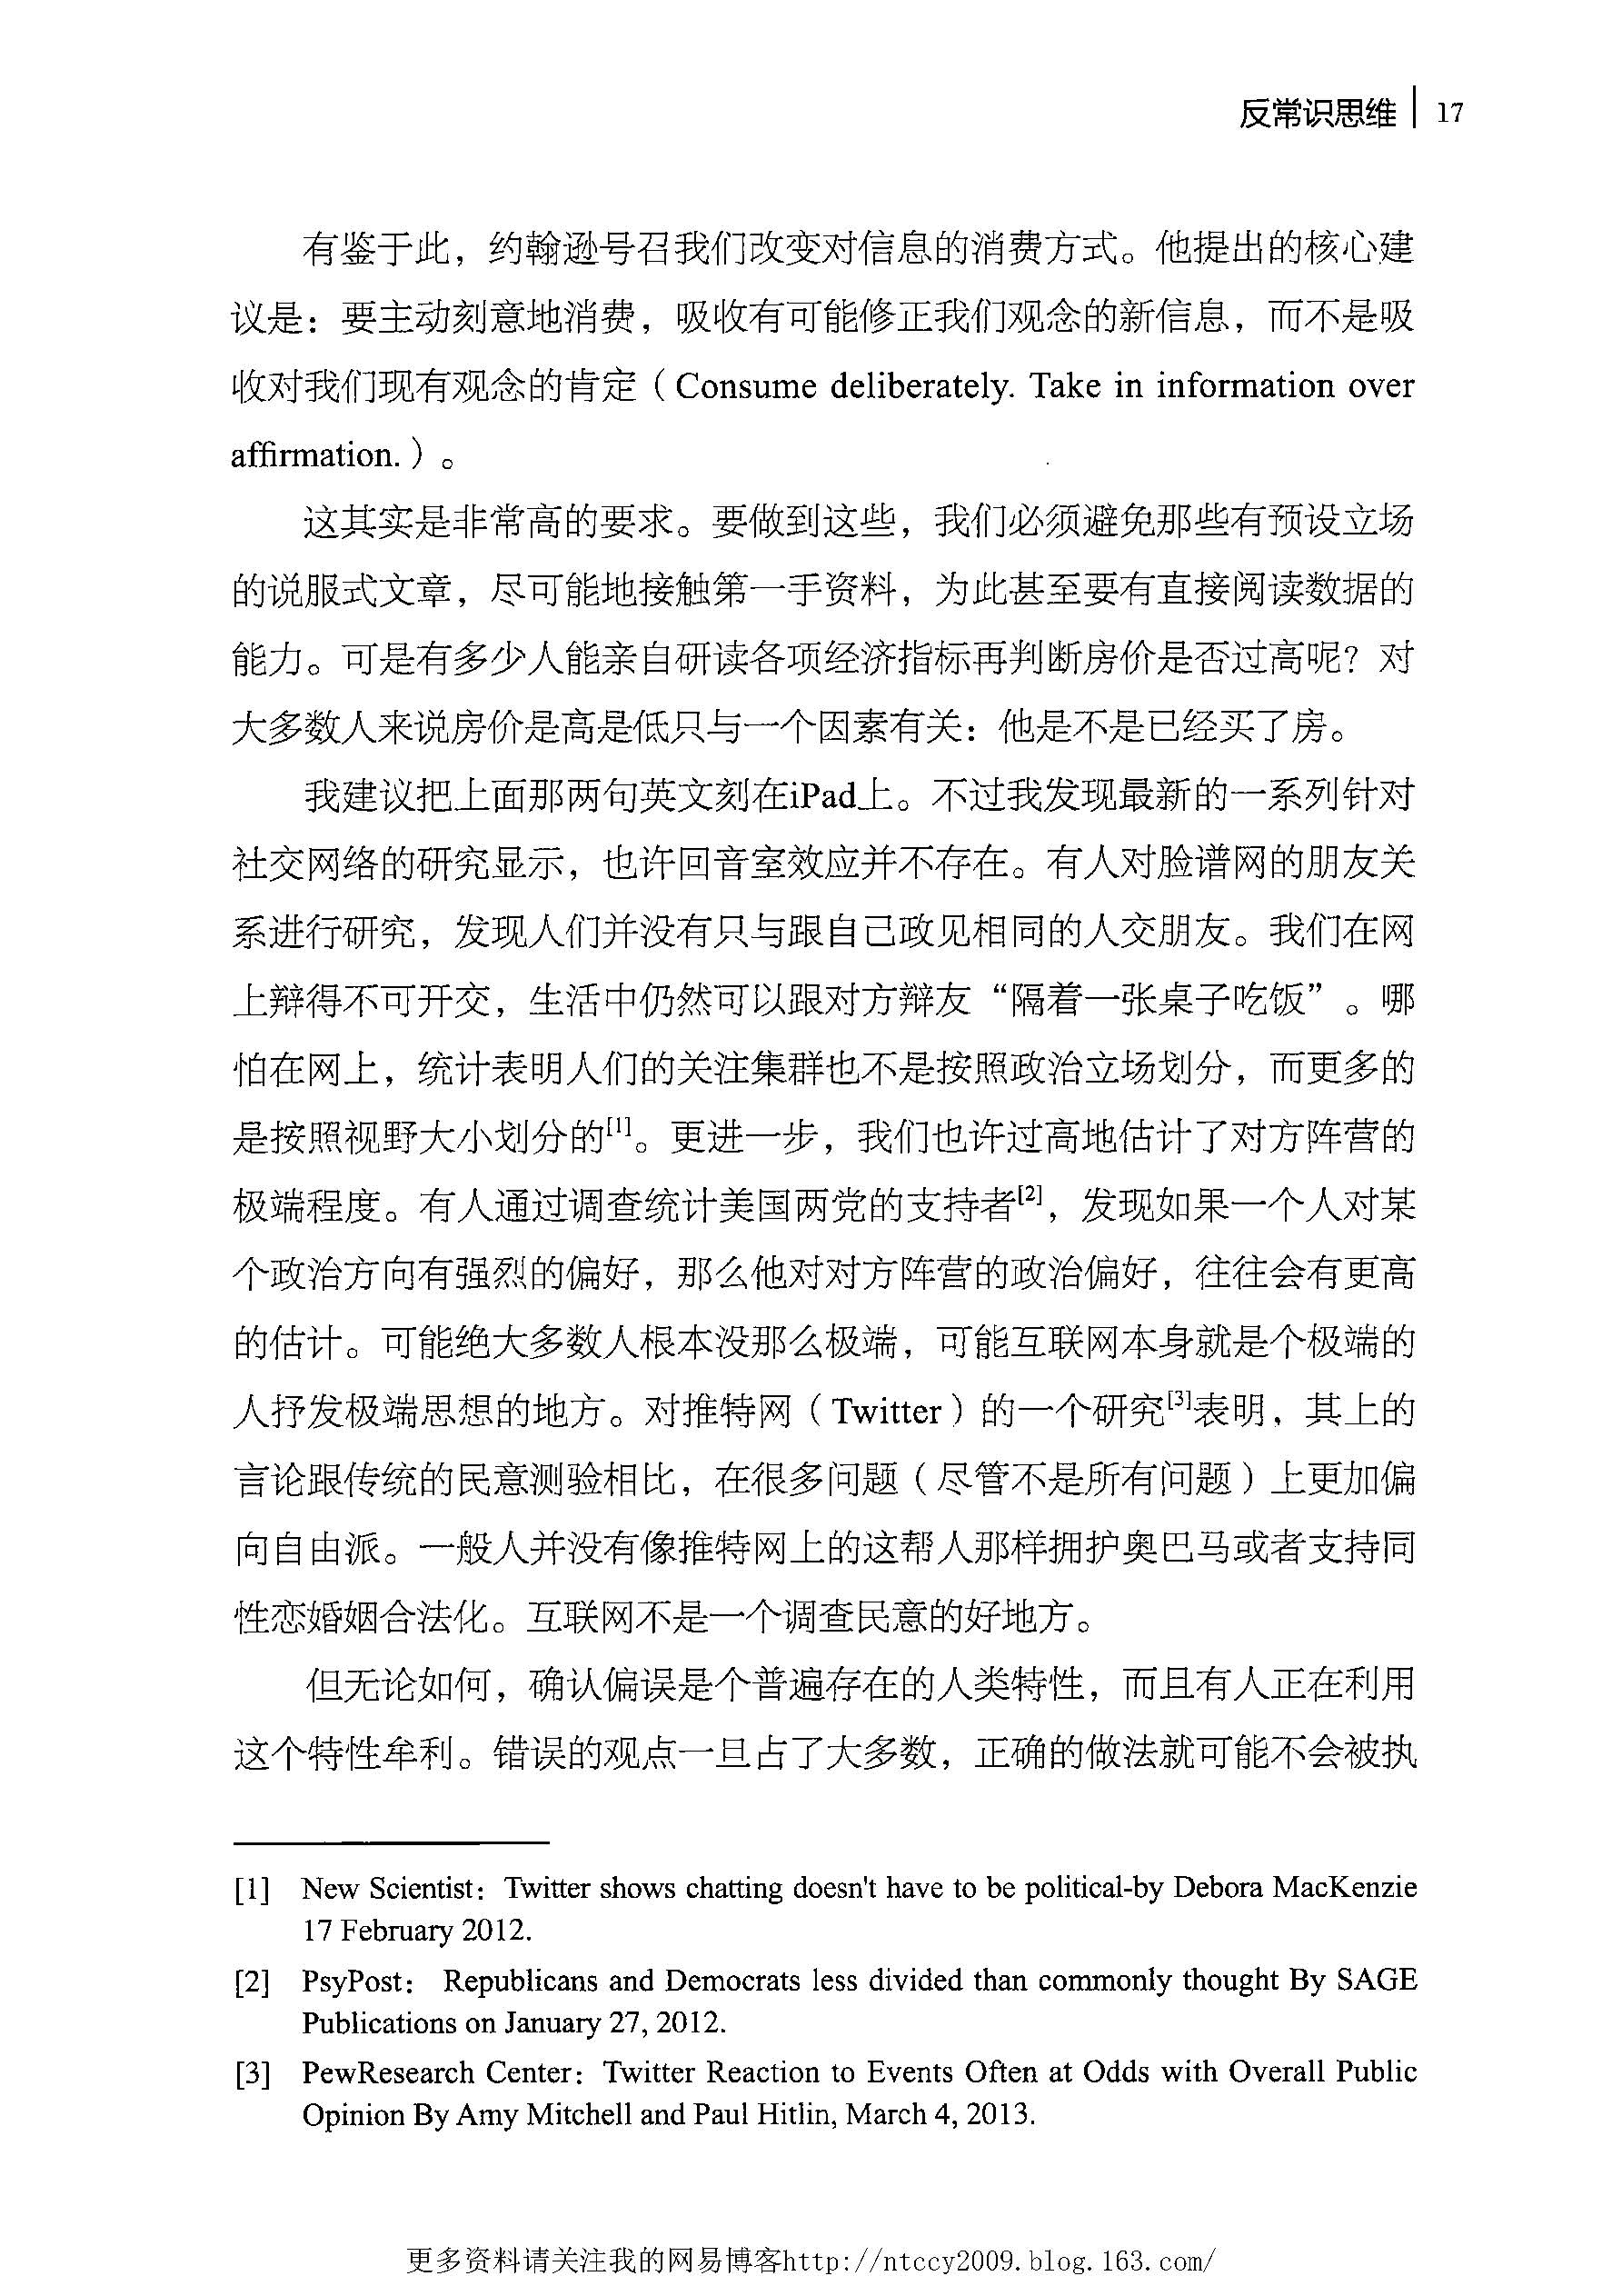 反常识思维 17
有鉴于此，约翰逊号召我们改变对信息的消费方式。他提出的核心建
议是：要主动刻意地消费，吸收有可能修正我们观念的新信息，而不是吸
收对我们现有观念的肯定（Consume deliberately. Take in information over
affirmation.）。
这其实是非常高的要求。要做到这些，我们必须避免那些有预设立场
的说服式文章，尽可能地接触第一手资料，为此甚至要有直接阅读数据的
能力。可是有多少人能亲自研读各项经济指标再判断房价是否过高呢？对
大多数人来说房价是高是低只与一个因素有关：他是不是已经买了房。
我建议把上面那两句英文刻在iPad上。不过我发现最新的一系列针对
社交网络的研究显示，也许回音室效应并不存在。有人对脸谱网的朋友关
系进行研究，发现人们并没有只与跟自己政见相同的人交朋友。我们在网
上辩得不可开交，生活中仍然可以跟对方辩友“隔着一张桌子吃饭”。哪
怕在网上，统计表明人们的关注集群也不是按照政治立场划分，而更多的
是按照视野大小划分的[1]。更进一步，我们也许过高地估计了对方阵营的
极端程度。有人通过调查统计美国两党的支持者[2]，发现如果一个人对某
个政治方向有强烈的偏好，那么他对对方阵营的政治偏好，往往会有更高
的估计。可能绝大多数人根本没那么极端，可能互联网本身就是个极端的
人抒发极端思想的地方。对推特网（Twitter）的一个研究[3]表明，其上的
言论跟传统的民意测验相比，在很多问题（尽管不是所有问题）上更加偏
向自由派。一般人并没有像推特网上的这帮人那样拥护奥巴马或者支持同
性恋婚姻合法化。互联网不是一个调查民意的好地方。
但无论如何，确认偏误是个普遍存在的人类特性，而且有人正在利用
这个特性牟利。错误的观点一旦占了大多数，正确的做法就可能不会被执
[1] New Scientist：Twitter shows chatting doesn't have to be political-by Debora MacKenzie
17 February 2012.
[2] PsyPost： Republicans and Democrats less divided than commonly thought By SAGE
Publications on January 27, 2012.
[3] PewResearch Center：Twitter Reaction to Events Often at Odds with Overall Public
Opinion By Amy Mitchell and Paul Hitlin, March 4, 2013.
更多资料请关注我的网易博客http://ntccy2009.blog.163.com/